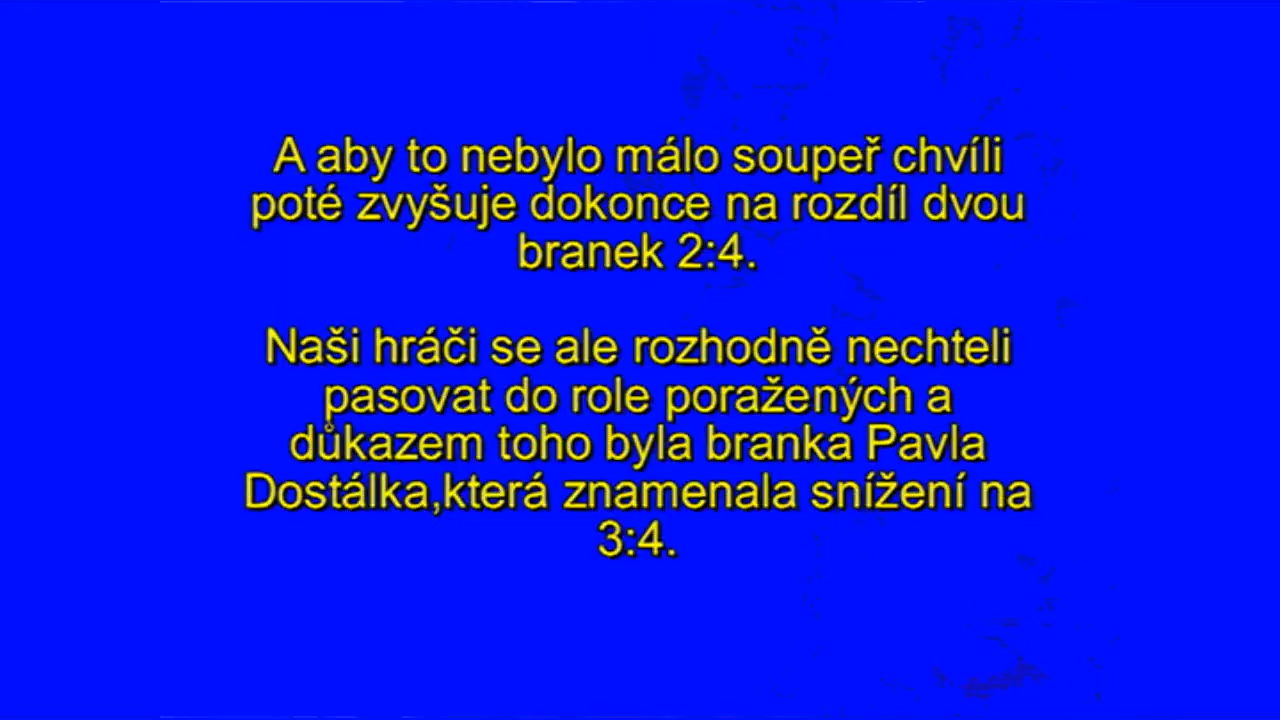 A aby to nebylo málo soupeř chvíli
poté zvyšuje dokonce na rozdíl dvou
branek 2:4.
Naši hráči se ale rozhodně nechteli
pasovat do role poražených a
důkazem toho byla branka Pavla
Dostálka,která znamenala snížení na
3:4.